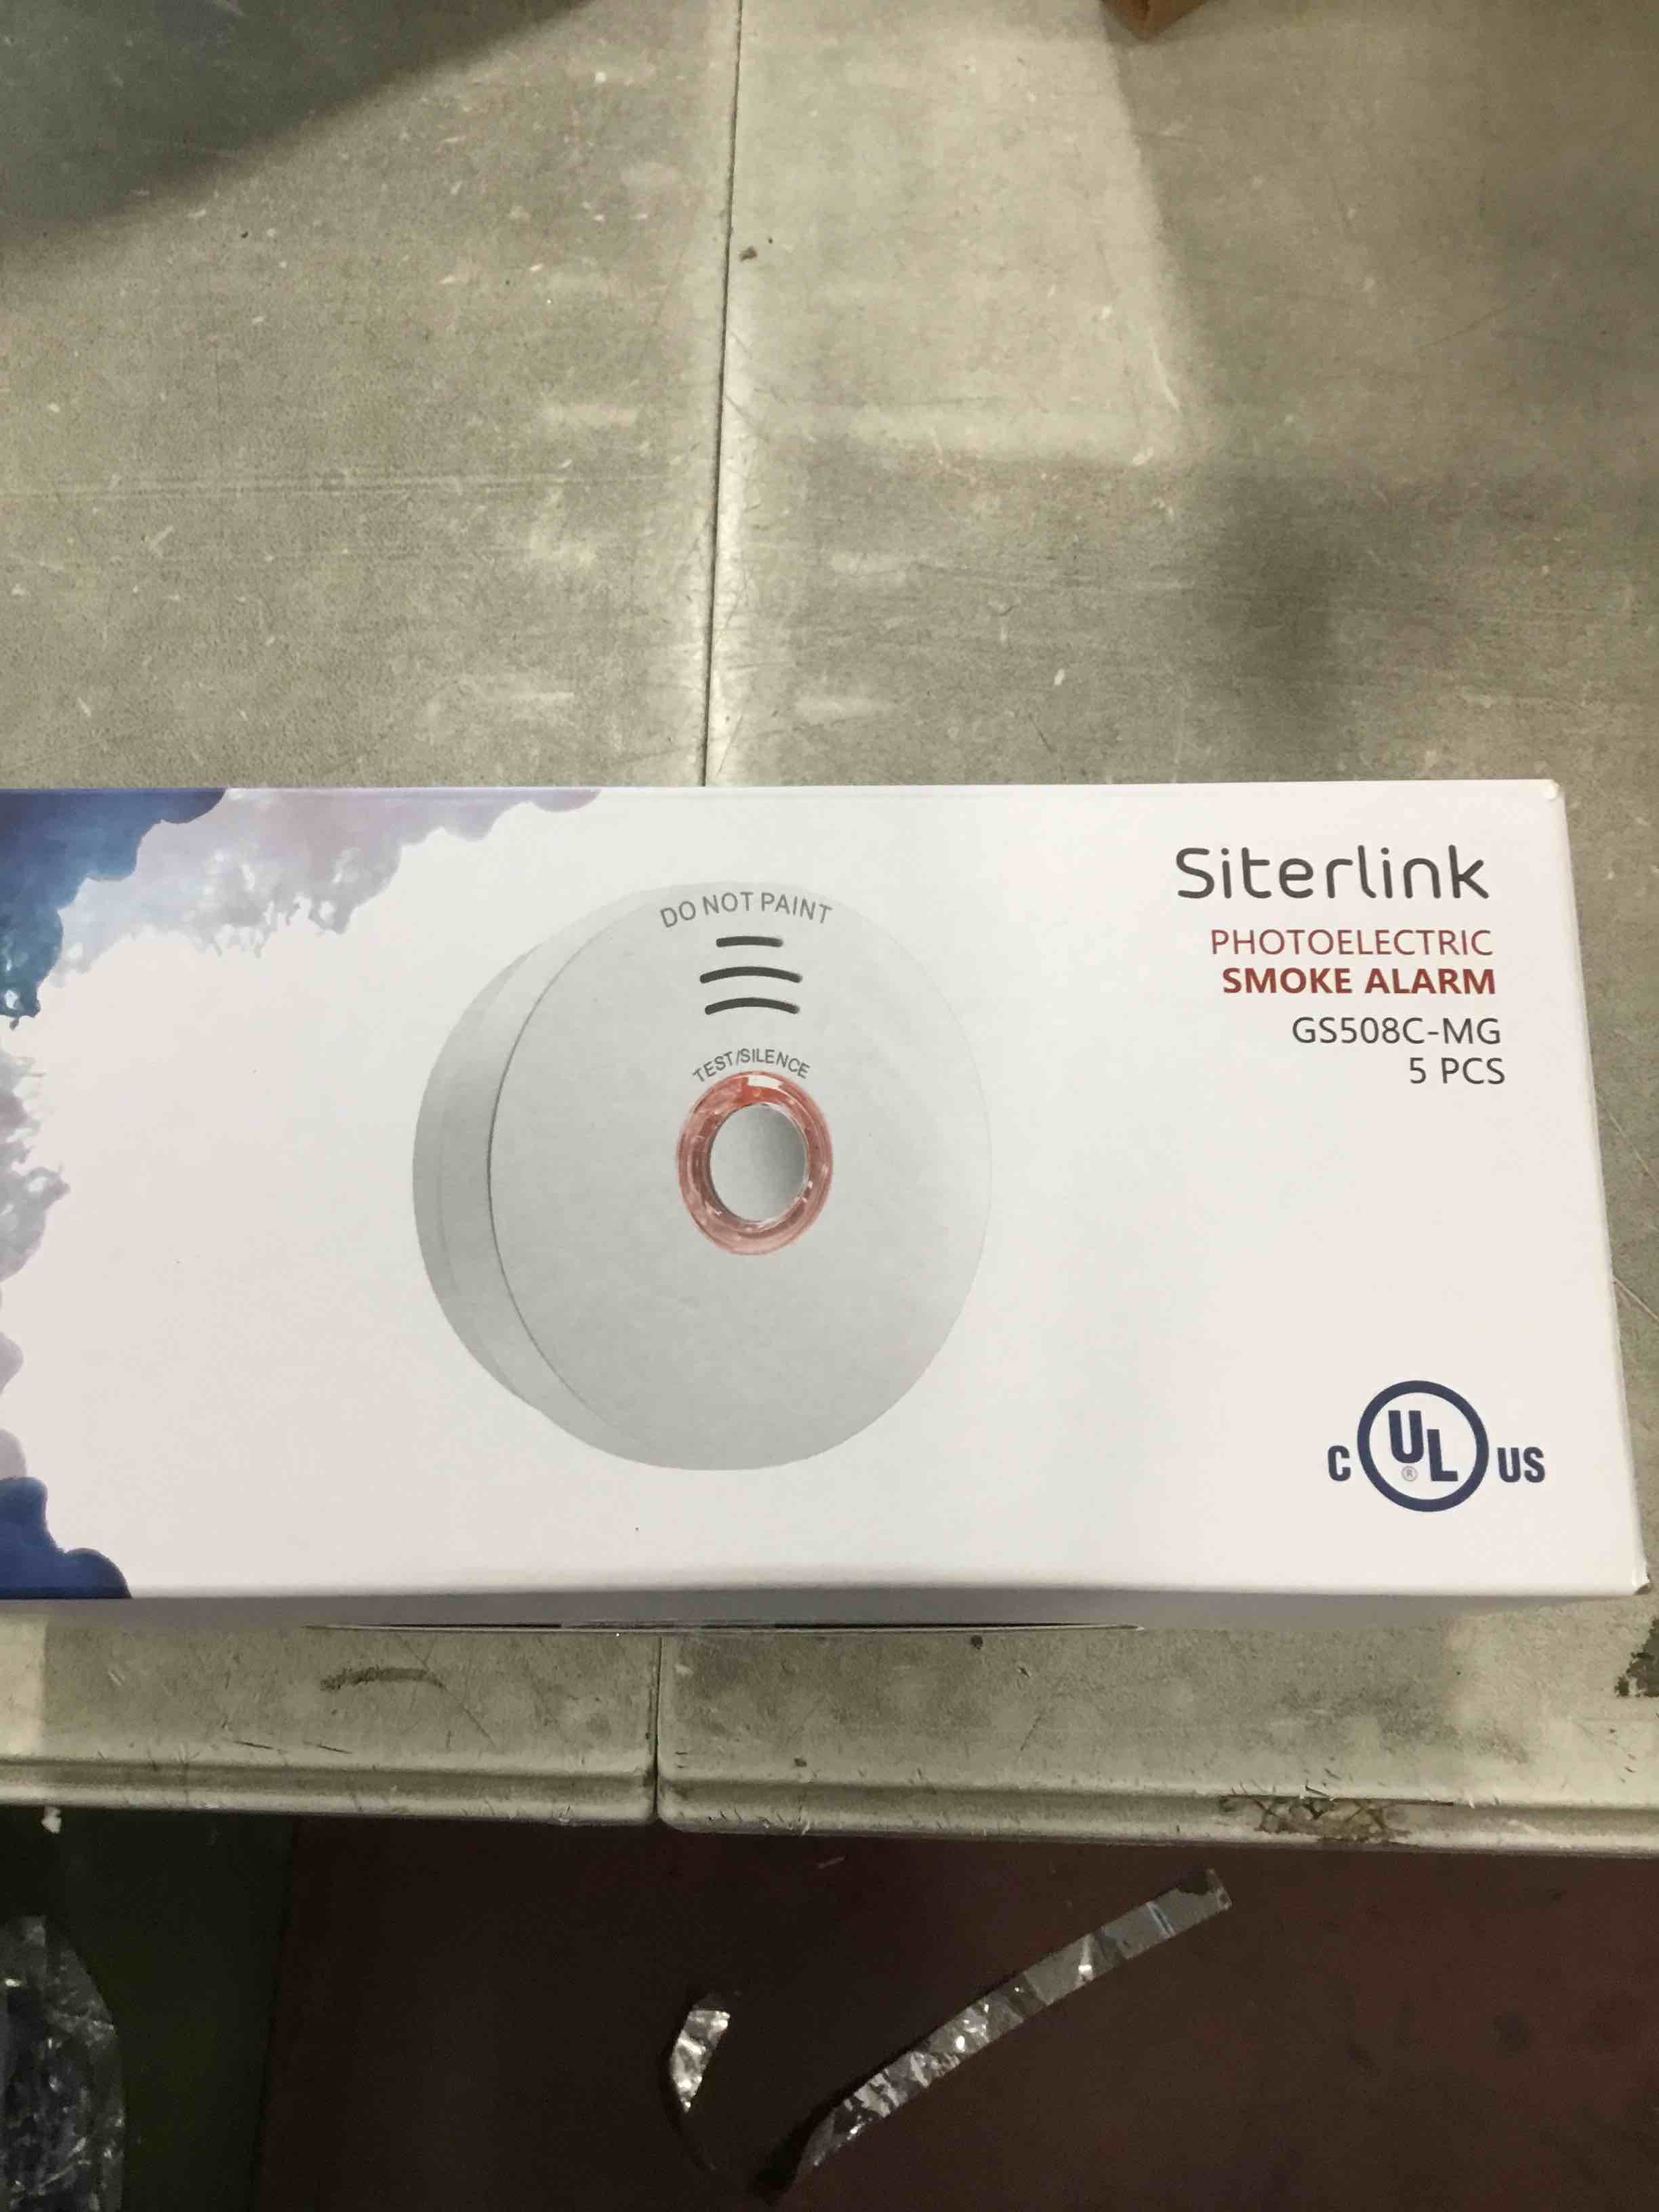 Siterlink
PHOTOELECTRIC
SMOKE ALARM
GS508C-MG
5 PCS
DO NOT PAINT
TEST/SILENCE
C UL® US